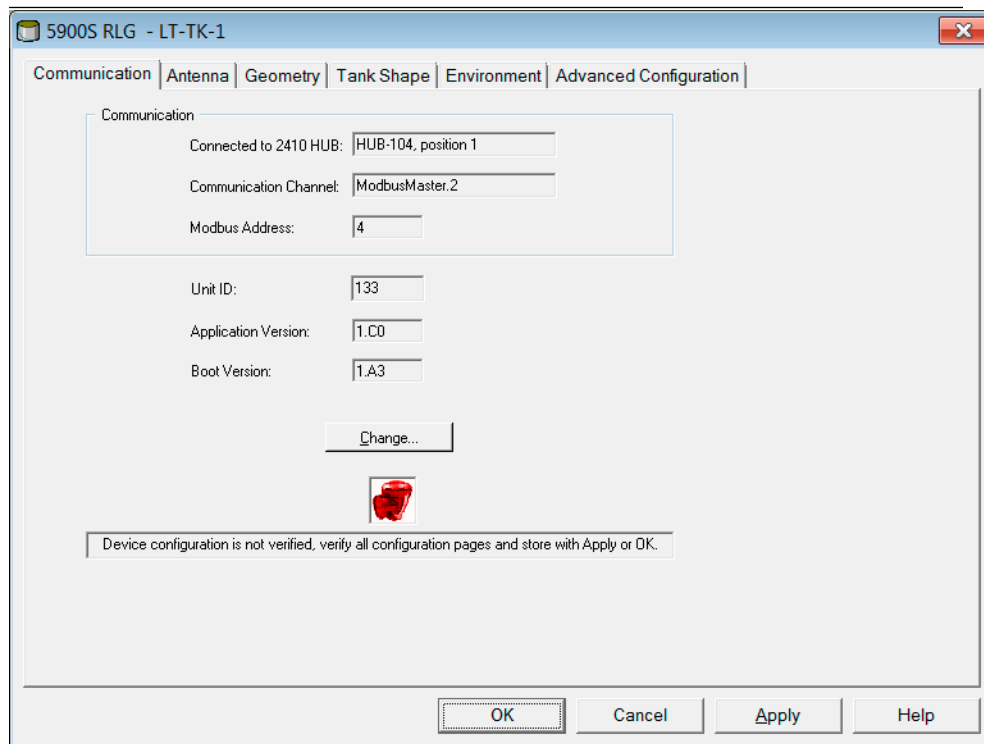 5900S RLG - LT-TK-1
Communication Antenna Geometry Tank Shape Environment Advanced Configuration
Communication
Connected to 2410 HUB: HUB-104, position 1
Communication Channel: ModbusMaster.2
Modbus Address: 4
Unit ID: 133
Application Version: 1.C0
Boot Version: 1.A3
Change...
Device configuration is not verified, verify all configuration pages and store with Apply or OK.
OK Cancel Apply Help